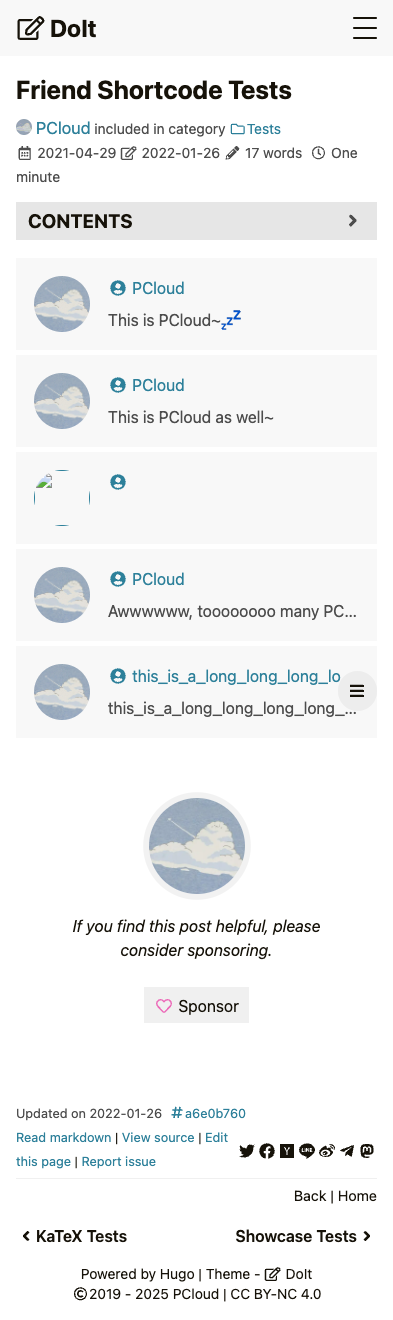 DoIt
Friend Shortcode Tests
PCloud included in category Tests
2021-04-29 2022-01-26 17 words One
minute
CONTENTS
PCloud
This is PCloud~💤
PCloud
This is PCloud as well~
PCloud
Awwwwww, toooooooo many PC...
this_is_a_long_long_long_lo
this_is_a_long_long_long_long_...
If you find this post helpful, please
consider sponsoring.
Sponsor
Updated on 2022-01-26 #a6e0b760
Read markdown | View source | Edit
this page | Report issue
Back | Home
KaTeX Tests
Showcase Tests
Powered by Hugo | Theme - DoIt
©2019 - 2025 PCloud | CC BY-NC 4.0